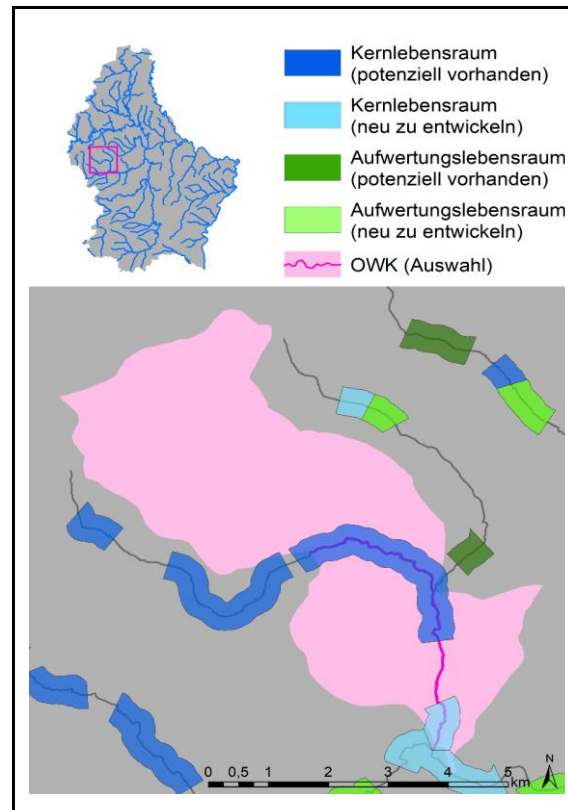 Kernlebensraum
(potenziell vorhanden)
Kernlebensraum
(neu zu entwickeln)
Aufwertungslebensraum
(potenziell vorhanden)
Aufwertungslebensraum
(neu zu entwickeln)
OWK (Auswahl)
0 0,5 1 2 3 4 5
km
N